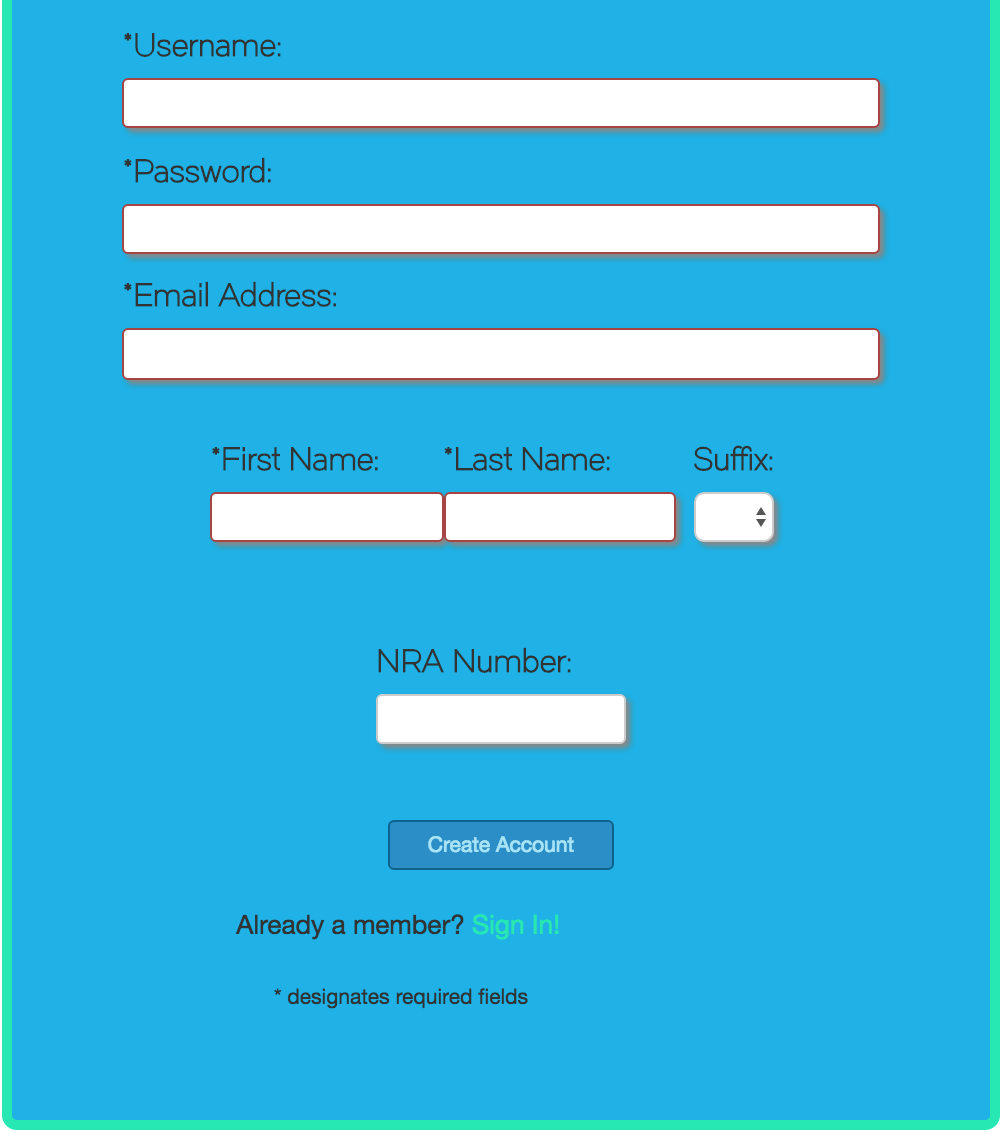 *Username:
*Password:
*Email Address:
*First Name: *Last Name: Suffix:
NRA Number:
Create Account
Already a member? Sign In!
* designates required fields